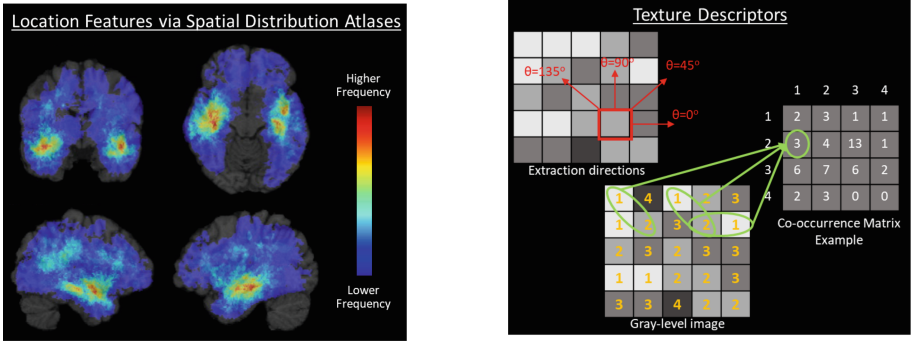 Location Features via Spatial Distribution Atlases
Higher
Frequency
Lower
Frequency
Texture Descriptors
θ=135°
θ=90°
θ=45°
θ=0°
Extraction directions
1 2 3 4
1 2 3 1 1
2 3 4 13 1
3 6 7 6 2
4 2 3 0 0
Co-occurrence Matrix
Example
1 4 1 2 3
1 2 3 2 1
2 3 2 3 3
1 1 2 2 3
3 3 4 2 2
Gray-level image